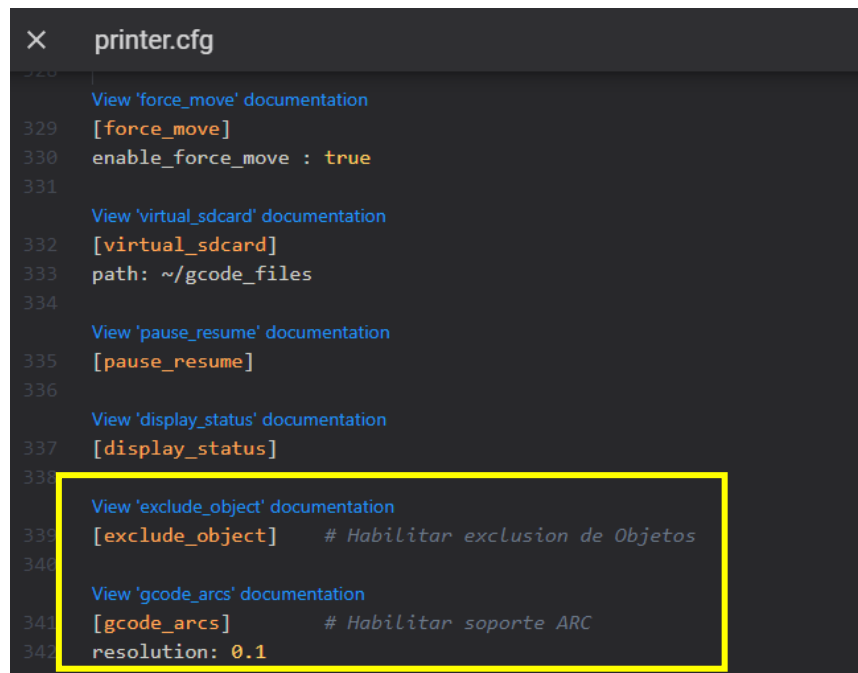 × printer.cfg
328
View 'force_move' documentation
329 [force_move]
330 enable_force_move : true
331
View 'virtual_sdcard' documentation
332 [virtual_sdcard]
333 path: ~/gcode_files
334
View 'pause_resume' documentation
335 [pause_resume]
336
View 'display_status' documentation
337 [display_status]
338
View 'exclude_object' documentation
339 [exclude_object] # Habilitar exclusion de Objetos
340
View 'gcode_arcs' documentation
341 [gcode_arcs] # Habilitar soporte ARC
342 resolution: 0.1